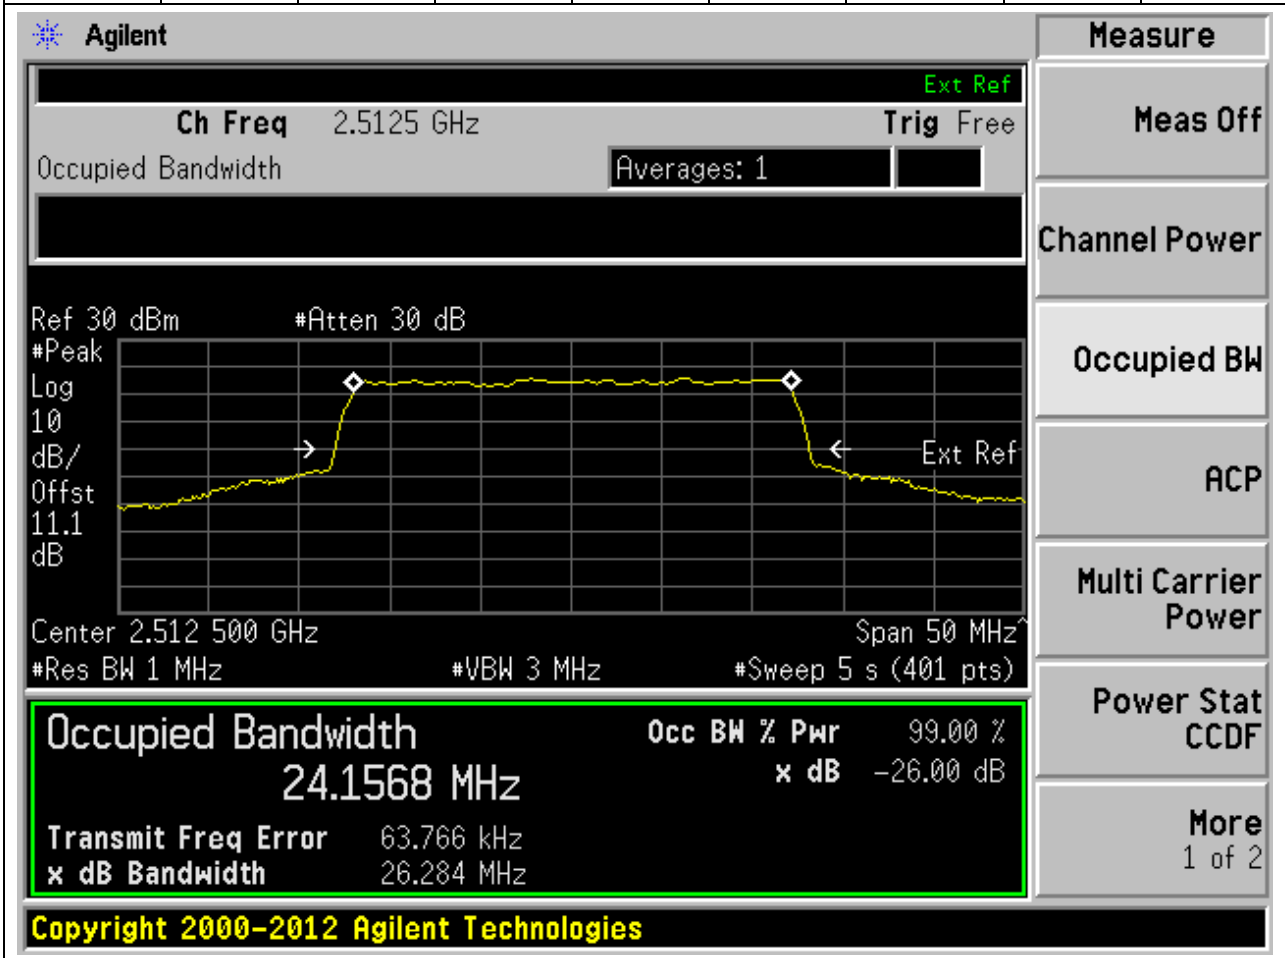 Agilent
Measure
Ext Ref
Ch Freq 2.5125 GHz Trig Free
Meas Off
Occupied Bandwidth Averages: 1
Channel Power
Ref 30 dBm #Atten 30 dB
#Peak
Log
10
dB/
Offst
11.1
dB
Ext Ref
Occupied BW
ACP
Center 2.512 500 GHz Span 50 MHz^
#Res BW 1 MHz #VBW 3 MHz #Sweep 5 s (401 pts)
Multi Carrier
Power
Occupied Bandwidth Occ BW % Pwr 99.00 %
24.1568 MHz x dB -26.00 dB
Transmit Freq Error 63.766 kHz
x dB Bandwidth 26.284 MHz
Power Stat
CCDF
More
1 of 2
Copyright 2000-2012 Agilent Technologies